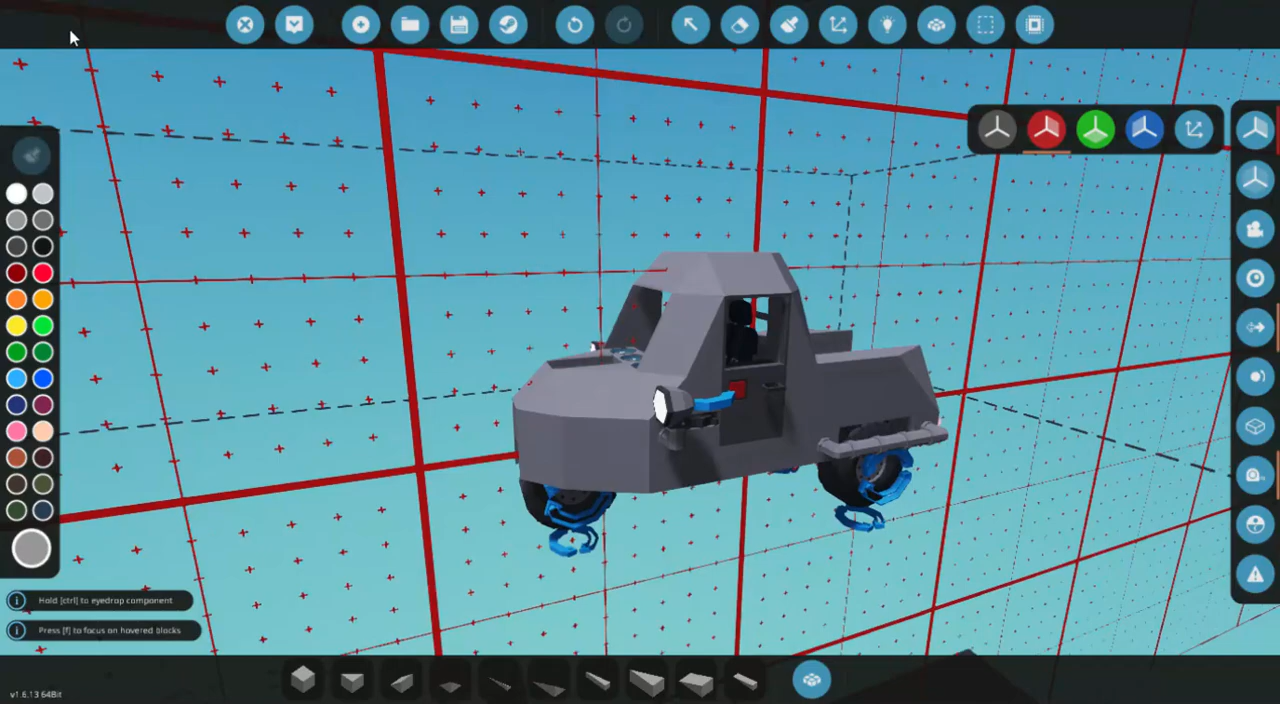 Hold [ctrl] to eyedrop component
Press [f] to focus on hovered blocks
v1.6.13 64Bit